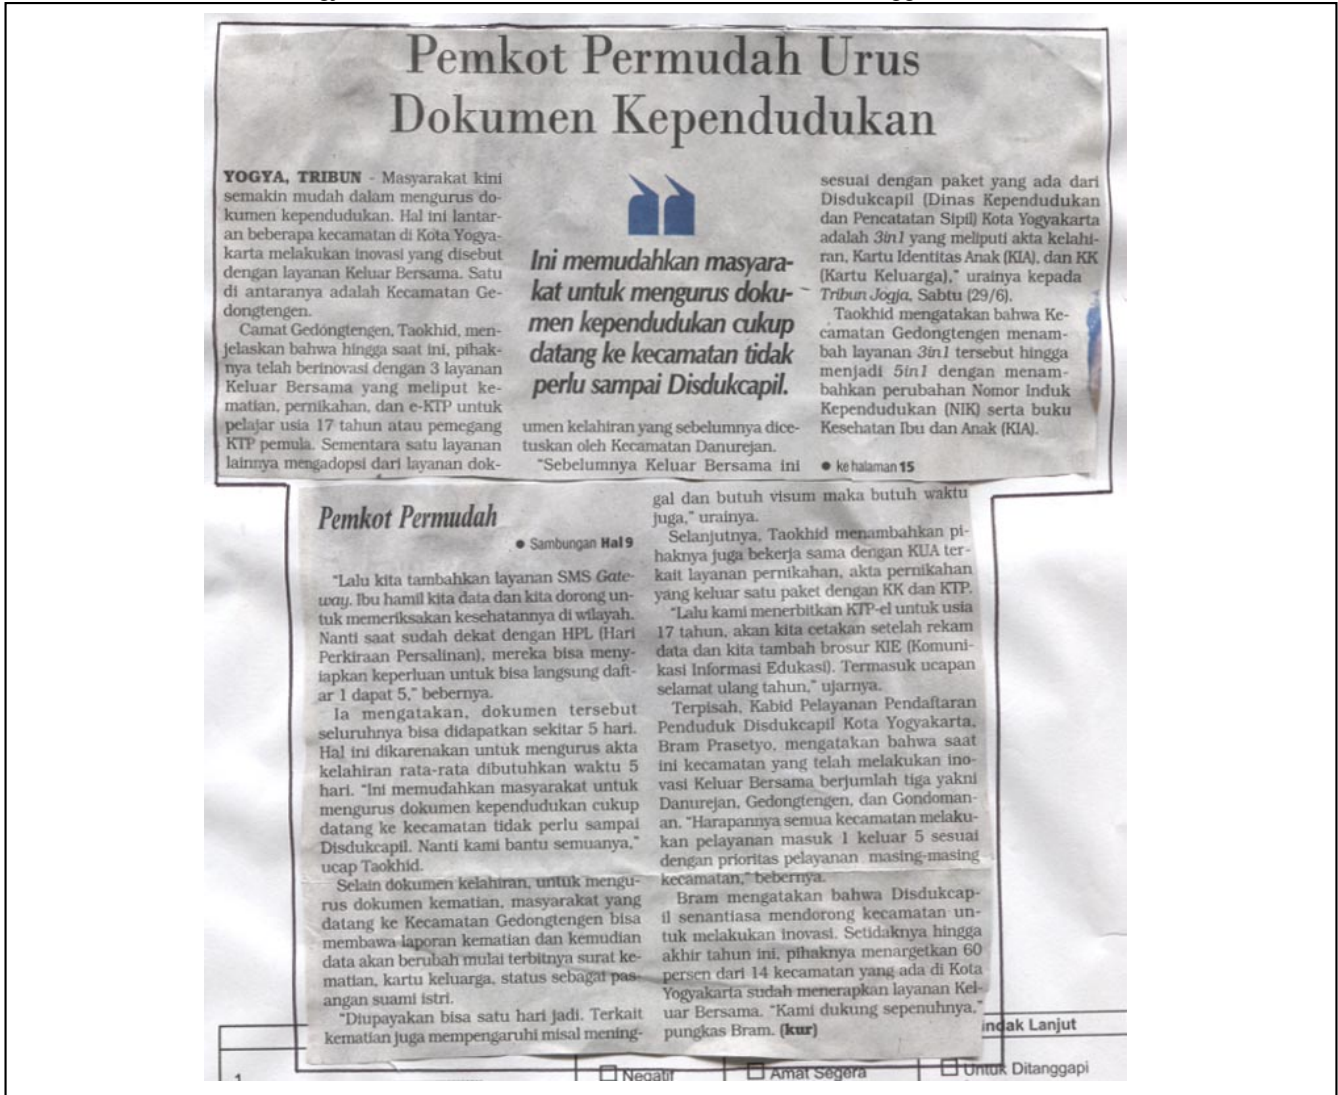 Pemkot Permudah Urus
Dokumen Kependudukan
YOGYA, TRIBUN - Masyarakat kini
semakin mudah dalam mengurus do-
kumen kependudukan. Hal ini lantar-
an beberapa kecamatan di Kota Yogya-
karta melakukan inovasi yang disebut
dengan layanan Keluar Bersama. Satu
di antaranya adalah Kecamatan Ge-
dongtengen.
Camat Gedongtengen, Taokhid, men-
jelaskan bahwa hingga saat ini, pihak-
nya telah berinovasi dengan 3 layanan
Keluar Bersama yang meliput ke-
matian, pernikahan, dan e-KTP untuk
pelajar usia 17 tahun atau pemegang
KTP pemula. Sementara satu layanan
lainnya mengadopsi dari layanan dok-
Ini memudahkan masyara-
kat untuk mengurus doku-
men kependudukan cukup
datang ke kecamatan tidak
perlu sampai Disdukcapil.
umen kelahiran yang sebelumnya dice-
tuskan oleh Kecamatan Danurejan.
"Sebelumnya Keluar Bersama ini
sesuai dengan paket yang ada dari
Disdukcapil (Dinas Kependudukan
dan Pencatatan Sipil) Kota Yogyakarta
adalah 3in1 yang meliputi akta kelahi-
ran, Kartu Identitas Anak (KIA), dan KK
(Kartu Keluarga)," urainya kepada
Tribun Jogja, Sabtu (29/6).
Taokhid mengatakan bahwa Ke-
camatan Gedongtengen menam-
bah layanan 3in1 tersebut hingga
menjadi 5in1 dengan menam-
bahkan perubahan Nomor Induk
Kependudukan (NIK) serta buku
Kesehatan Ibu dan Anak (KIA).
● ke halaman 15
Pemkot Permudah
● Sambungan Hal 9
"Lalu kita tambahkan layanan SMS Gate-
way. Ibu hamil kita data dan kita dorong un-
tuk memeriksakan kesehatannya di wilayah.
Nanti saat sudah dekat dengan HPL (Hari
Perkiraan Persalinan), mereka bisa meny-
iapkan keperluan untuk bisa langsung daft-
ar 1 dapat 5," bebernya.
Ia mengatakan, dokumen tersebut
seluruhnya bisa didapatkan sekitar 5 hari.
Hal ini dikarenakan untuk mengurus akta
kelahiran rata-rata dibutuhkan waktu 5
hari. "Ini memudahkan masyarakat untuk
mengurus dokumen kependudukan cukup
datang ke kecamatan tidak perlu sampai
Disdukcapil. Nanti kami bantu semuanya,"
ucap Taokhid.
Selain dokumen kelahiran, untuk mengu-
rus dokumen kematian, masyarakat yang
datang ke Kecamatan Gedongtengen bisa
membawa laporan kematian dan kemudian
data akan berubah mulai terbitnya surat ke-
matian, kartu keluarga, status sebagai pas-
angan suami istri.
"Diupayakan bisa satu hari jadi. Terkait
kematian juga mempengaruhi misal mening-
gal dan butuh visum maka butuh waktu
juga," urainya.
Selanjutnya, Taokhid menambahkan pi-
haknya juga bekerja sama dengan KUA ter-
kait layanan pernikahan, akta pernikahan
yang keluar satu paket dengan KK dan KTP.
"Lalu kami menerbitkan KTP-el untuk usia
17 tahun, akan kita cetakan setelah rekam
data dan kita tambah brosur KIE (Komuni-
kasi Informasi Edukasi). Termasuk ucapan
selamat ulang tahun," ujarnya.
Terpisah, Kabid Pelayanan Pendaftaran
Penduduk Disdukcapil Kota Yogyakarta,
Bram Prasetyo, mengatakan bahwa saat
ini kecamatan yang telah melakukan ino-
vasi Keluar Bersama berjumlah tiga yakni
Danurejan, Gedongtengen, dan Gondoman-
an. "Harapannya semua kecamatan melaku-
kan pelayanan masuk 1 keluar 5 sesuai
dengan prioritas pelayanan masing-masing
kecamatan," bebernya.
Bram mengatakan bahwa Disdukcap-
il senantiasa mendorong kecamatan un-
tuk melakukan inovasi. Setidaknya hingga
akhir tahun ini, pihaknya menargetkan 60
persen dari 14 kecamatan yang ada di Kota
Yogyakarta sudah menerapkan layanan Kel-
uar Bersama. "Kami dukung sepenuhnya,"
pungkas Bram. (kur)
indak Lanjut
1
Negatif
Amat Segera
Untuk Ditanggapi